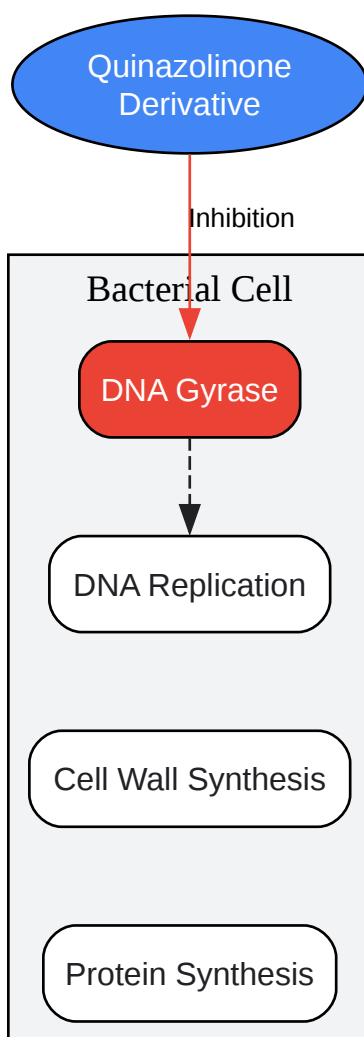 Quinazolinone
Derivative
Inhibition
Bacterial Cell
DNA Gyrase
DNA Replication
Cell Wall Synthesis
Protein Synthesis